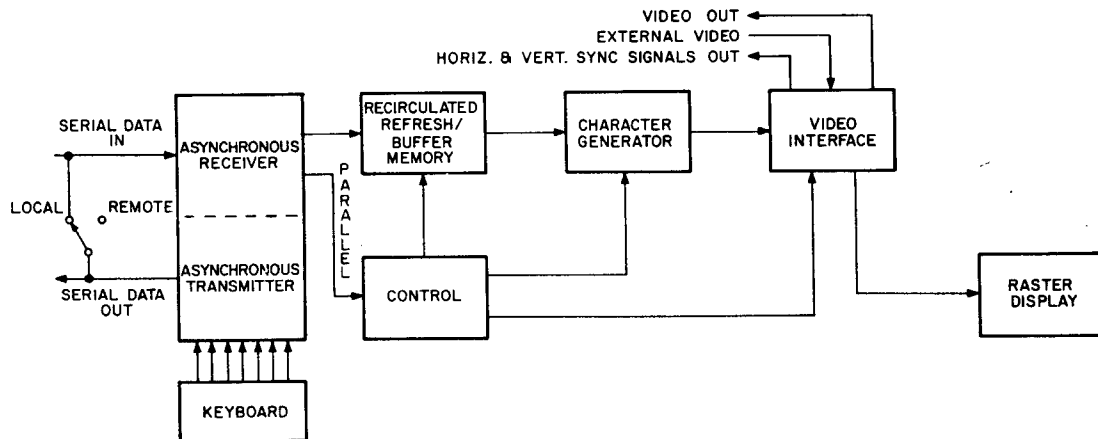 VIDEO OUT
EXTERNAL VIDEO
HORIZ. & VERT. SYNC SIGNALS OUT
SERIAL DATA
IN
ASYNCHRONOUS
RECEIVER
RECIRCULATED
REFRESH/
BUFFER
MEMORY
CHARACTER
GENERATOR
VIDEO
INTERFACE
PARALLEL
LOCAL
REMOTE
ASYNCHRONOUS
TRANSMITTER
SERIAL DATA
OUT
CONTROL
RASTER
DISPLAY
KEYBOARD